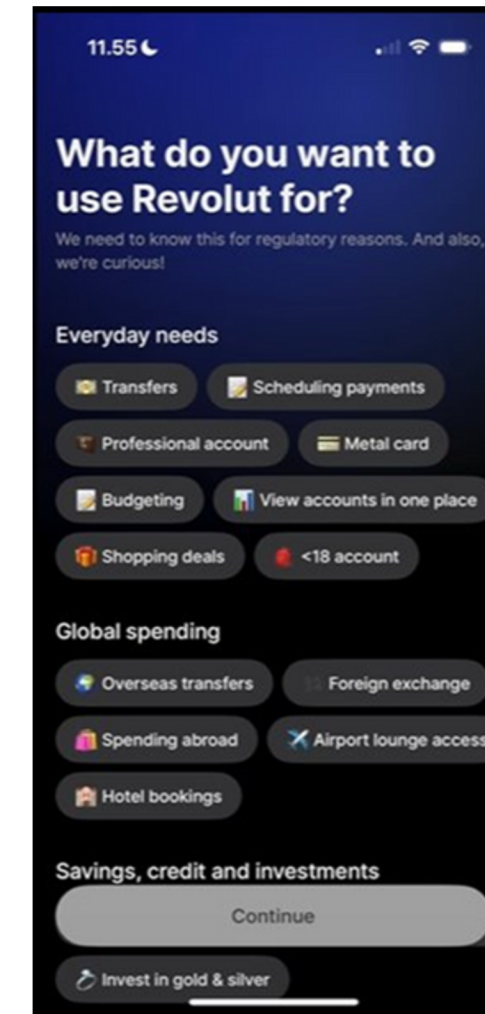 11.55
What do you want to
use Revolut for?
We need to know this for regulatory reasons. And also,
we're curious!
Everyday needs
Transfers Scheduling payments
Professional account Metal card
Budgeting View accounts in one place
Shopping deals <18 account
Global spending
Overseas transfers Foreign exchange
Spending abroad Airport lounge access
Hotel bookings
Savings, credit and investments
Continue
Invest in gold & silver